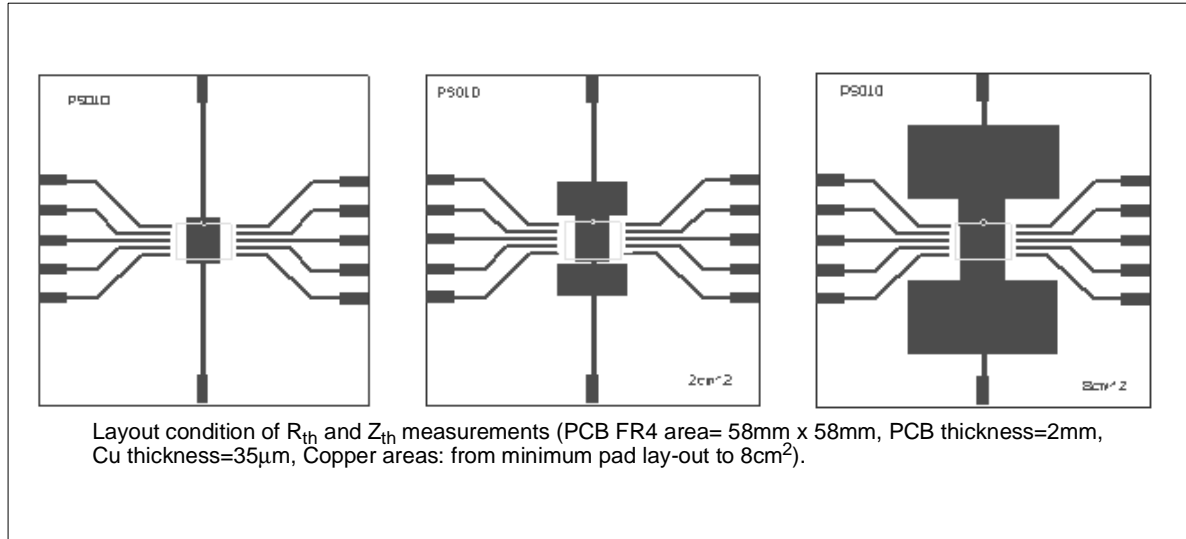 PSO10
PSO10
PSO10
2cm^2
8cm^2
Layout condition of Rth and Zth measurements (PCB FR4 area= 58mm x 58mm, PCB thickness=2mm,
Cu thickness=35μm, Copper areas: from minimum pad lay-out to 8cm2).